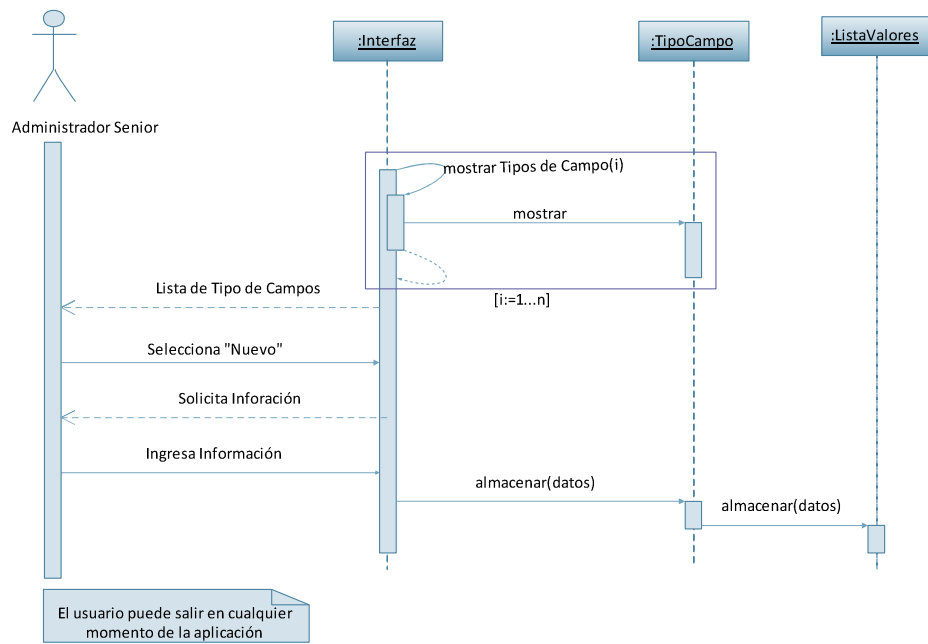 :Interfaz
:TipoCampo
:ListaValores
Administrador Senior
mostrar Tipos de Campo(i)
mostrar
Lista de Tipo de Campos
[i:=1...n]
Selecciona "Nuevo"
Solicita Inforación
Ingresa Información
almacenar(datos)
almacenar(datos)
El usuario puede salir en cualquier
momento de la aplicación